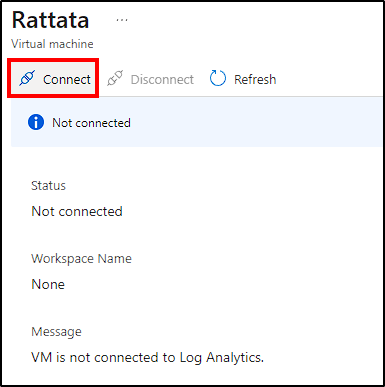 Rattata ...
Virtual machine
Connect Disconnect Refresh
Not connected
Status
Not connected
Workspace Name
None
Message
VM is not connected to Log Analytics.